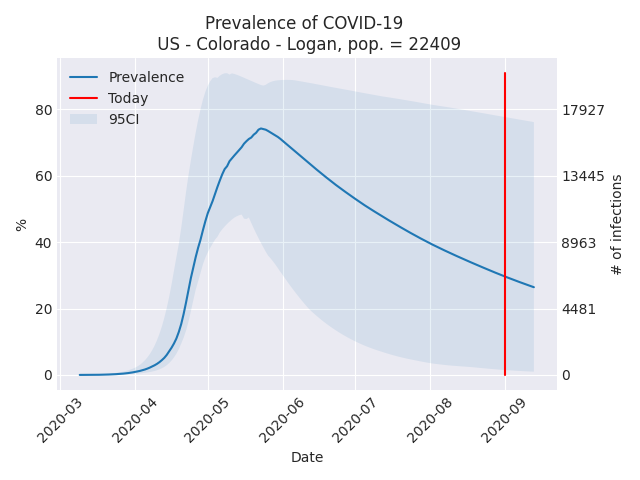 Prevalence of COVID-19
US - Colorado - Logan, pop. = 22409
Prevalence
Today
95CI
80
60
40
20
0
%
17927
13445
8963
4481
0
# of infections
2020-03
2020-04
2020-05
2020-06
2020-07
2020-08
2020-09
Date